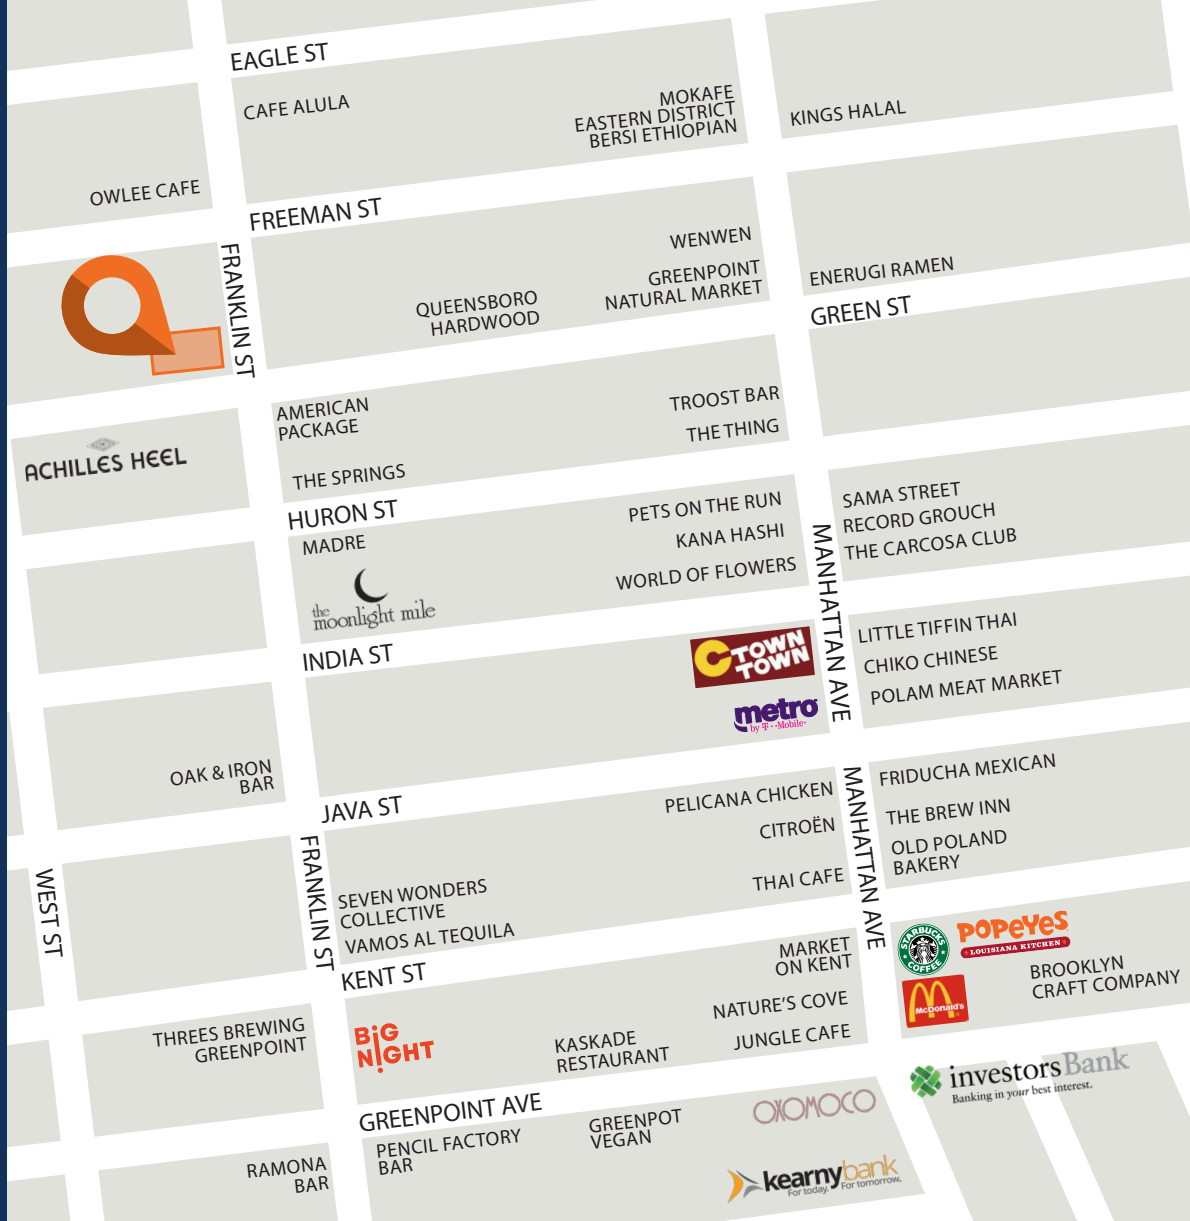 EAGLE ST
CAFE ALULA
MOKAFE
EASTERN DISTRICT
BERSI ETHIOPIAN
KINGS HALAL
OWLEE CAFE
FREEMAN ST
FRANKLIN ST
WENWEN
GREENPOINT
NATURAL MARKET
QUEENSBORO
HARDWOOD
ENERUGI RAMEN
GREEN ST
AMERICAN
PACKAGE
TROOST BAR
THE THING
THE SPRINGS
ACHILLES HEEL
HURON ST
MADRE
the
moonlight mile
PETS ON THE RUN
KANA HASHI
WORLD OF FLOWERS
MANHATTAN AVE
SAMA STREET
RECORD GROUCH
THE CARCOSA CLUB
INDIA ST
CTOWN
TOWN
metro
by T-Mobile
LITTLE TIFFIN THAI
CHIKO CHINESE
POLAM MEAT MARKET
OAK & IRON
BAR
JAVA ST
PELICANA CHICKEN
CITROËN
THAI CAFE
MANHATTAN AVE
FRIDUCHA MEXICAN
THE BREW INN
OLD POLAND
BAKERY
WEST ST
FRANKLIN ST
SEVEN WONDERS
COLLECTIVE
VAMOS AL TEQUILA
KENT ST
MARKET
ON KENT
NATURE'S COVE
JUNGLE CAFE
STARBUCKS
COFFEE
POPEYES
LOUISIANA KITCHEN
McDonald's
BROOKLYN
CRAFT COMPANY
THREES BREWING
GREENPOINT
BiG
NiGHT
KASKADE
RESTAURANT
investorsBank
Banking in your best interest.
GREENPOINT AVE
PENCIL FACTORY
BAR
GREENPOT
VEGAN
OXOMOCO
RAMONA
BAR
kearnybank
For today. For tomorrow.